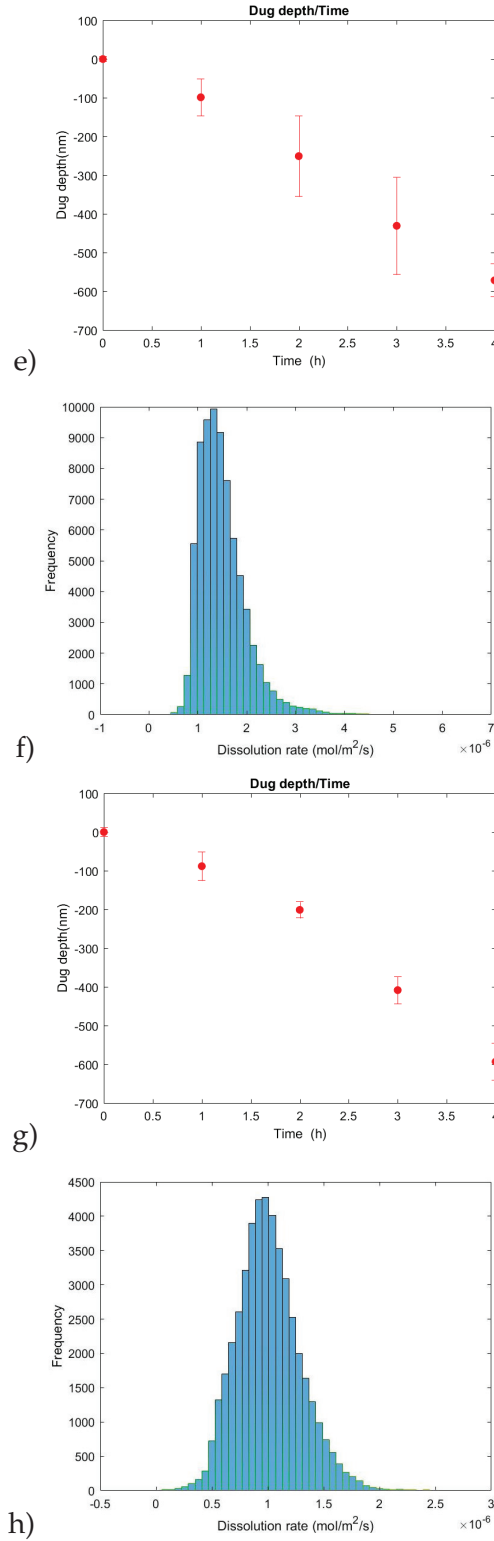 Dug depth/Time
100
0
-100
-200
-300
-400
-500
-600
-700
Dug depth(nm)
0 0.5 1 1.5 2 2.5 3 3.5 4
Time (h)
e)
10000
9000
8000
7000
6000
5000
4000
3000
2000
1000
0
Frequency
-1 0 1 2 3 4 5 6 7
Dissolution rate (mol/m²/s)
×10⁻⁶
f)
Dug depth/Time
100
0
-100
-200
-300
-400
-500
-600
-700
Dug depth(nm)
0 0.5 1 1.5 2 2.5 3 3.5 4
Time (h)
g)
4500
4000
3500
3000
2500
2000
1500
1000
500
0
Frequency
-0.5 0 0.5 1 1.5 2 2.5 3
Dissolution rate (mol/m²/s)
×10⁻⁶
h)